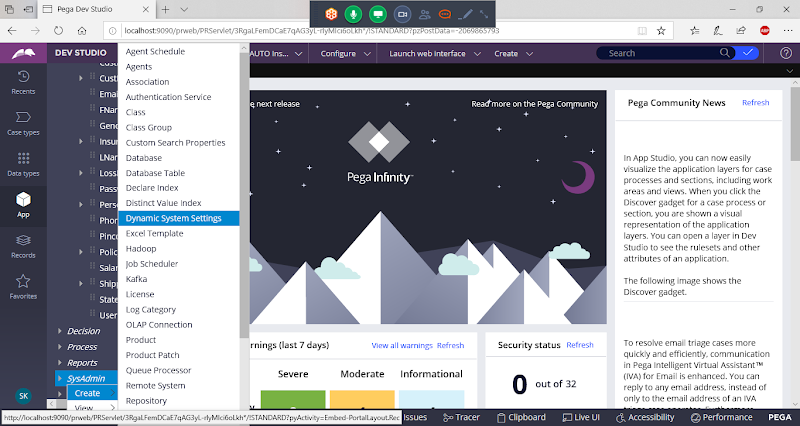 Pega Dev Studio
localhost:9090/prweb/PRServlet/3RgaLFemDCaE7qAG3yL-rlyMIci6oLkh*/!STANDARD?pzPostData=-2069865793
DEV STUDIO
AUTO Ins...
Configure
Launch web interface
Create
Search
Recents
Case types
Data types
App
Records
Favorites
SK
Custo
Email
FNam
Gend
Insur
LNam
LossD
Passw
Perso
Phon
Pinco
Policy
Salar
Shipp
State
User
Decision
Process
Reports
SysAdmin
Create
View
Agent Schedule
Agents
Association
Authentication Service
Class
Class Group
Custom Search Properties
Database
Database Table
Declare Index
Distinct Value Index
Dynamic System Settings
Excel Template
Hadoop
Job Scheduler
Kafka
License
Log Category
OLAP Connection
Product
Product Patch
Queue Processor
Remote System
Repository
e next release
Read more on the Pega Community
Pega Infinity™
rnings (last 7 days)
View all warnings
Refresh
Severe
Moderate
Informational
Security status
Refresh
0 out of 32
Pega Community News
Refresh
In App Studio, you can now easily
visualize the application layers for case
processes and sections, including work
areas and views. When you click the
Discover gadget for a case process or
section, you are shown a visual
representation of the application
layers. You can open a layer in Dev
Studio to see the rulesets and other
attributes of an application.
The following image shows the
Discover gadget.
To resolve email triage cases more
quickly and efficiently, communication
in Pega Intelligent Virtual Assistant™
(IVA) for Email is enhanced. You can
reply to any email address, instead of
only to the email address of an IVA
http://localhost:9090/prweb/PRServlet/3RgaLFemDCaE7qAG3yL-rlyMIci6oLkh*/!STANDARD?pyActivity=Embed-PortalLayout.Rec
Issues
Tracer
Clipboard
Live UI
Accessibility
Performance
PEGA